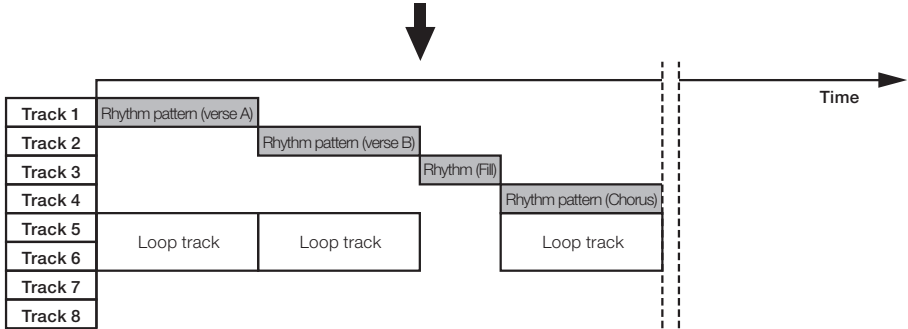 Time
Track 1 Rhythm pattern (verse A)
Track 2 Rhythm pattern (verse B)
Track 3 Rhythm (Fill)
Track 4 Rhythm pattern (Chorus)
Track 5
Loop track Loop track Loop track
Track 6
Track 7
Track 8